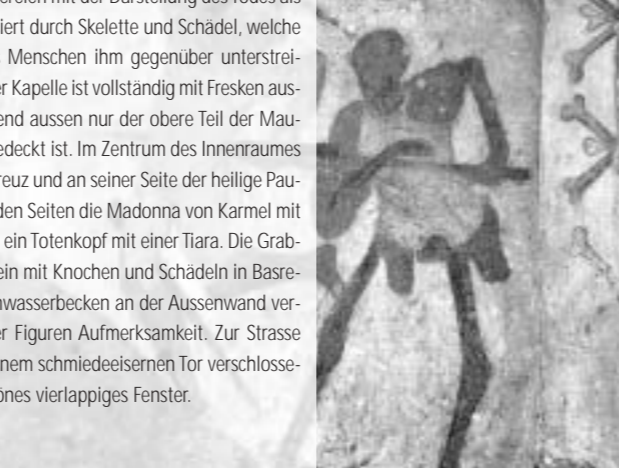 ereien mit der Darstellung des Todes als
iert durch Skelette und Schädel, welche
s Menschen ihm gegenüber unterstrei-
er Kapelle ist vollständig mit Fresken aus-
end aussen nur der obere Teil der Mau-
edeckt ist. Im Zentrum des Innenraumes
reuz und an seiner Seite der heilige Pau-
den Seiten die Madonna von Karmel mit
ein Totenkopf mit einer Tiara. Die Grab-
ein mit Knochen und Schädeln in Basre-
nwasserbecken an der Aussenwand ver-
er Figuren Aufmerksamkeit. Zur Strasse
nem schmiedeeisernen Tor verschlosse-
önes vierlappiges Fenster.